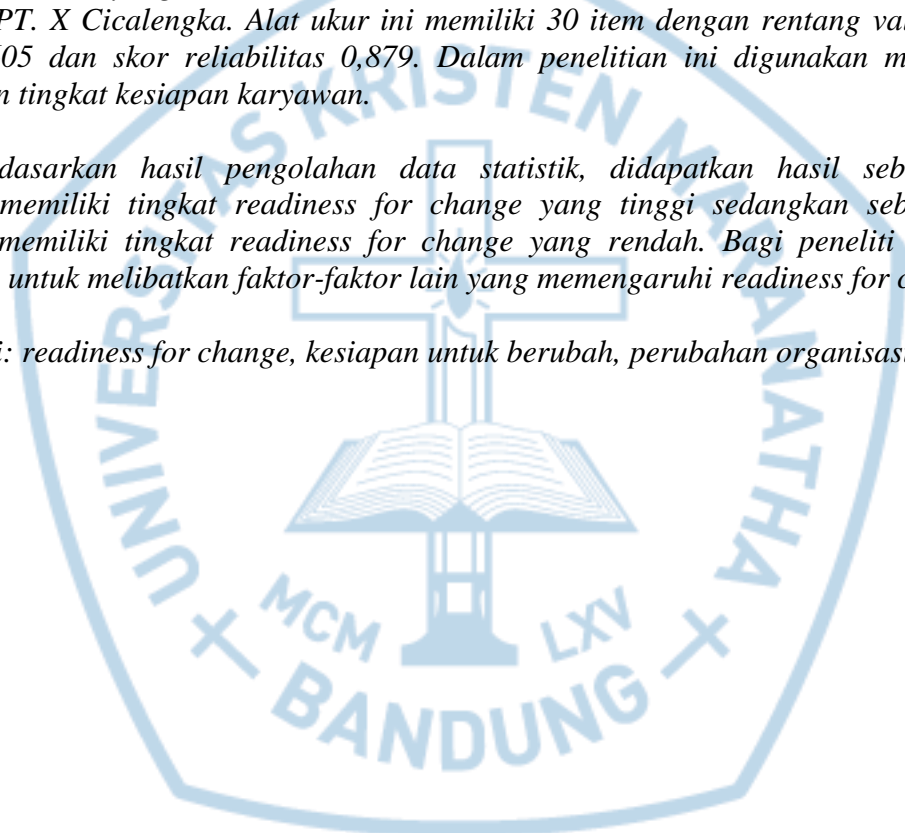 PT. X Cicalengka. Alat ukur ini memiliki 30 item dengan rentang va
05 dan skor reliabilitas 0,879. Dalam penelitian ini digunakan m
n tingkat kesiapan karyawan.
dasarkan hasil pengolahan data statistik, didapatkan hasil seb
memiliki tingkat readiness for change yang tinggi sedangkan seb
memiliki tingkat readiness for change yang rendah. Bagi peneliti
untuk melibatkan faktor-faktor lain yang memengaruhi readiness for c
i: readiness for change, kesiapan untuk berubah, perubahan organisas
UNIVERSITAS KRISTEN MARANATHA
MCM LXV
BANDUNG